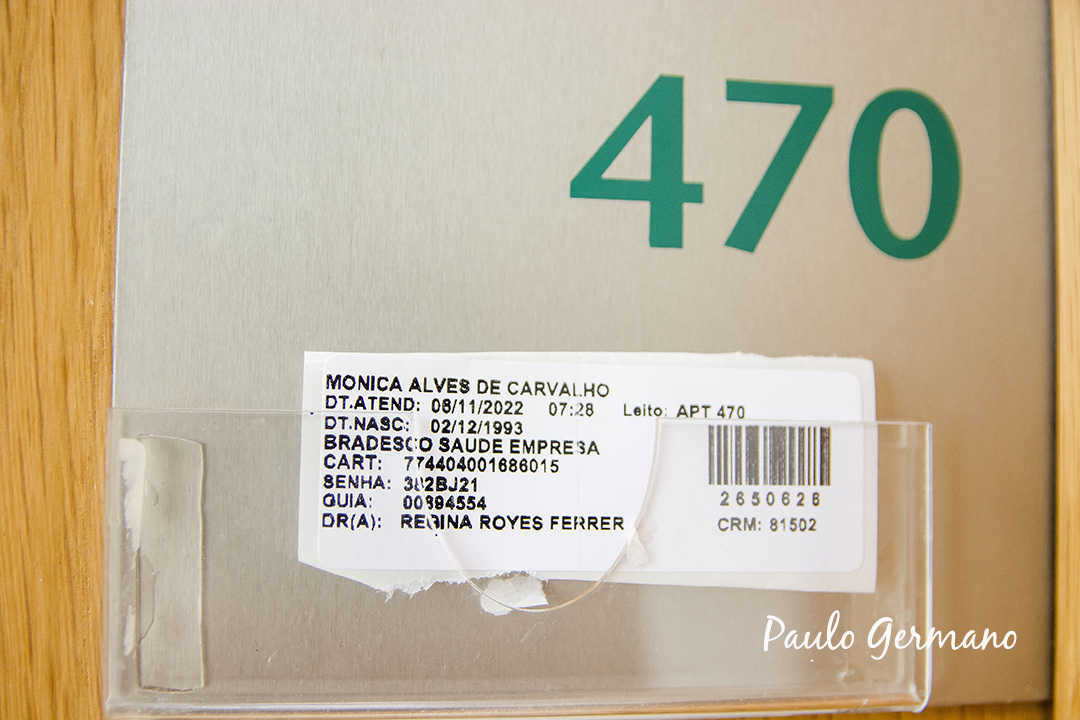 470
MONICA ALVES DE CARVALHO
DT.ATEND: 06/11/2022 07:28 Leito: APT 470
DT.NASC: 02/12/1993
BRADESCO SAUDE EMPRESA
CART: 774404001686015
SENHA:
GUIA: 00694554
DR(A): REGINA ROYES FERRER
2650628
CRM: 81502
Paulo Germano